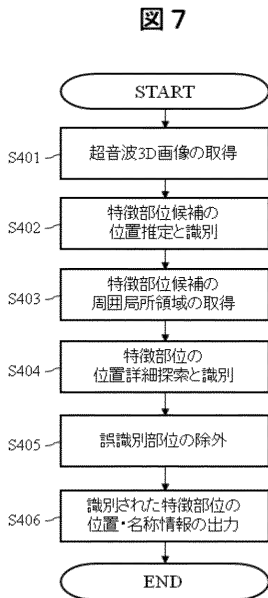 図7
START
S401
超音波3D画像の取得
S402
特徴部位候補の
位置推定と識別
S403
特徴部位候補の
周囲局所領域の取得
S404
特徴部位の
位置詳細探索と識別
S405
誤識別部位の除外
S406
識別された特徴部位の
位置・名称情報の出力
END